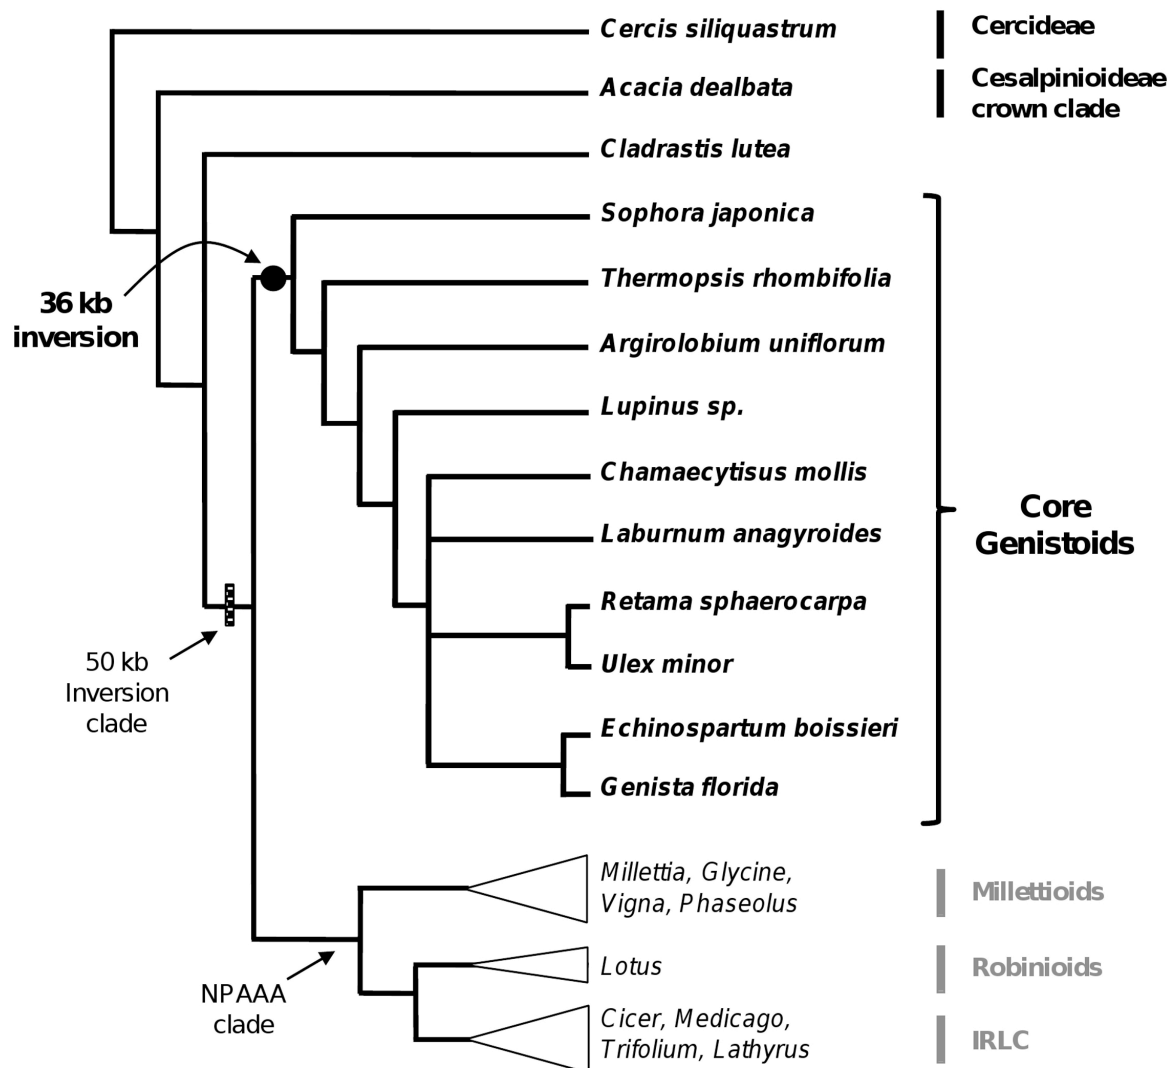 Cercis siliquastrum
Cercideae
Acacia dealbata
Cesalpinioideae
crown clade
Cladrastis lutea
Sophora japonica
36 kb
inversion
Thermopsis rhombifolia
Argirolobium uniflorum
Lupinus sp.
Chamaecytisus mollis
Laburnum anagyroides
Core
Genistoids
Retama sphaerocarpa
Ulex minor
50 kb
Inversion
clade
Echinospartum boissieri
Genista florida
Millettia, Glycine,
Vigna, Phaseolus
Millettioids
Lotus
Robinioids
NPAAA
clade
Cicer, Medicago,
Trifolium, Lathyrus
IRLC